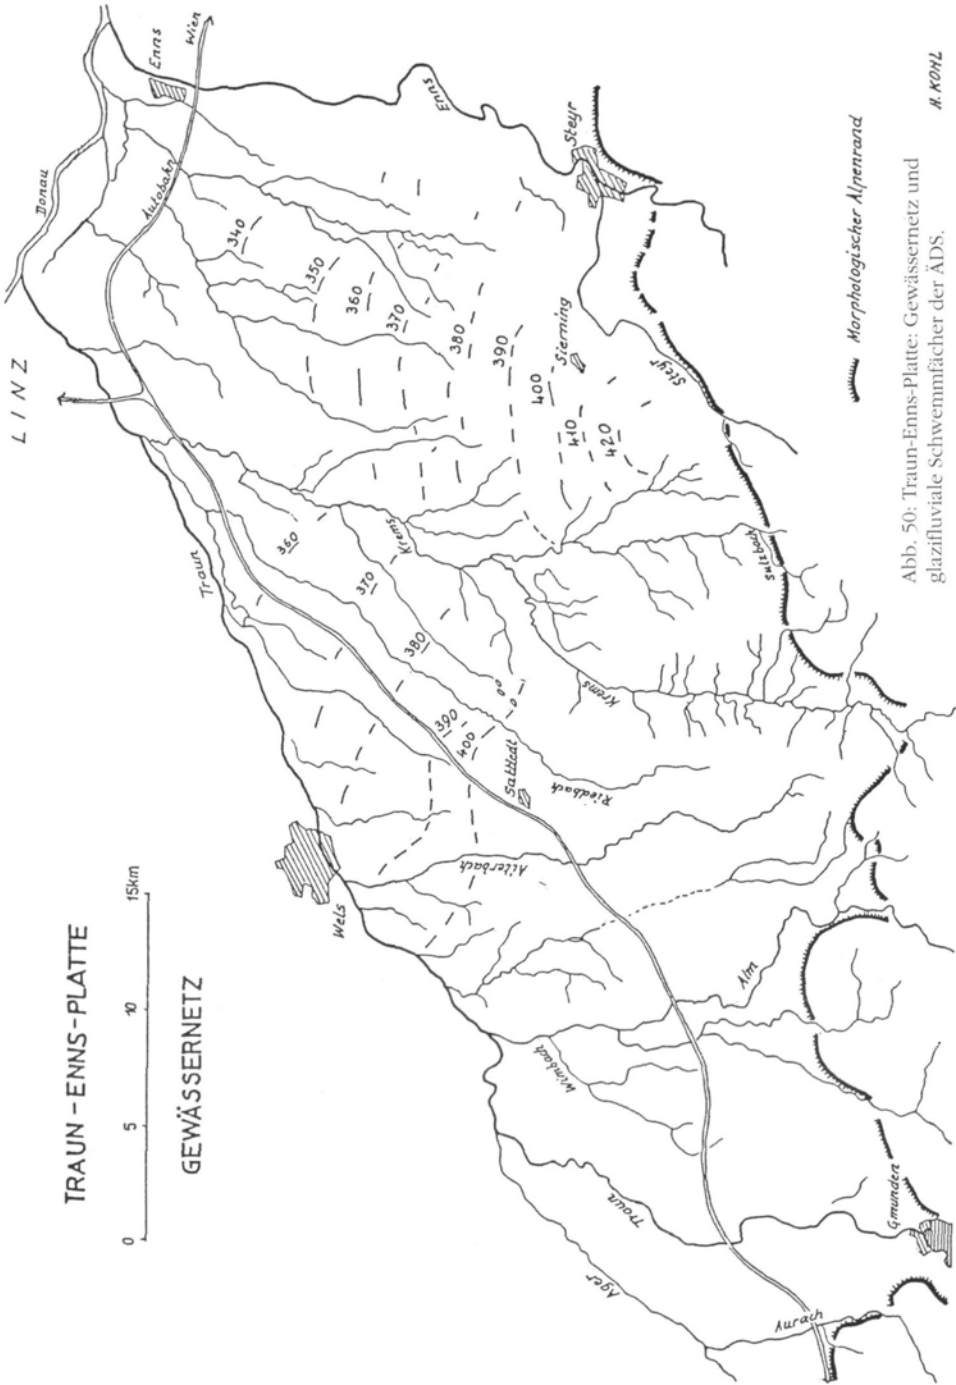 TRAUN-ENNS-PLATTE
0 5 10 15km
GEWÄSSERNETZ
LINZ
Donau
Enns
Wien
Autobahn
Enns
Steyr
Traun
Wels
340
350
360
370
380
390
400
410
420
Sierning
Steyr
360
370
380
390
400
Krems
Krems
Sulzbach
Sattledt
Riedbach
Aiterbach
Alm
Wimbach
Traun
Ager
Aurach
Gmunden
Morphologischer Alpenrand
Abb. 50: Traun-Enns-Platte: Gewässernetz und
glazifluviale Schwemmfächer der ÄDS.
H. KOHL